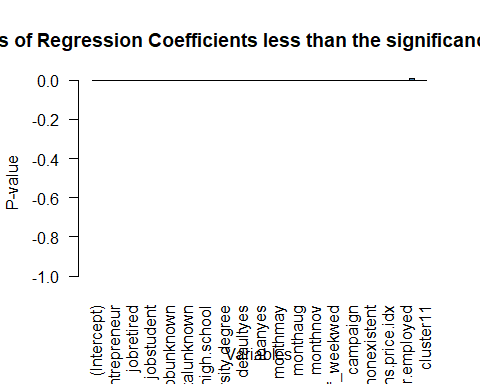 s of Regression Coefficients less than the significanc
P-value
0.0
-0.2
-0.4
-0.6
-0.8
-1.0
(Intercept)
ntrepreneur
jobretired
jobstudent
obunknown
alunknown
high.school
sity.degree
defaultyes
loanyes
monthmay
monthaug
monthnov
f_weekwed
campaign
nonexistent
ns.price.idx
r.employed
cluster11
Variables